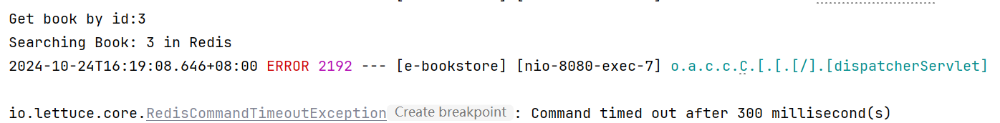 Get book by id:3
Searching Book: 3 in Redis
2024-10-24T16:19:08.646+08:00 ERROR 2192 --- [e-bookstore] [nio-8080-exec-7] o.a.c.c.C.[.[.[/].[dispatcherServlet]
io.lettuce.core.RedisCommandTimeoutException Create breakpoint : Command timed out after 300 millisecond(s)